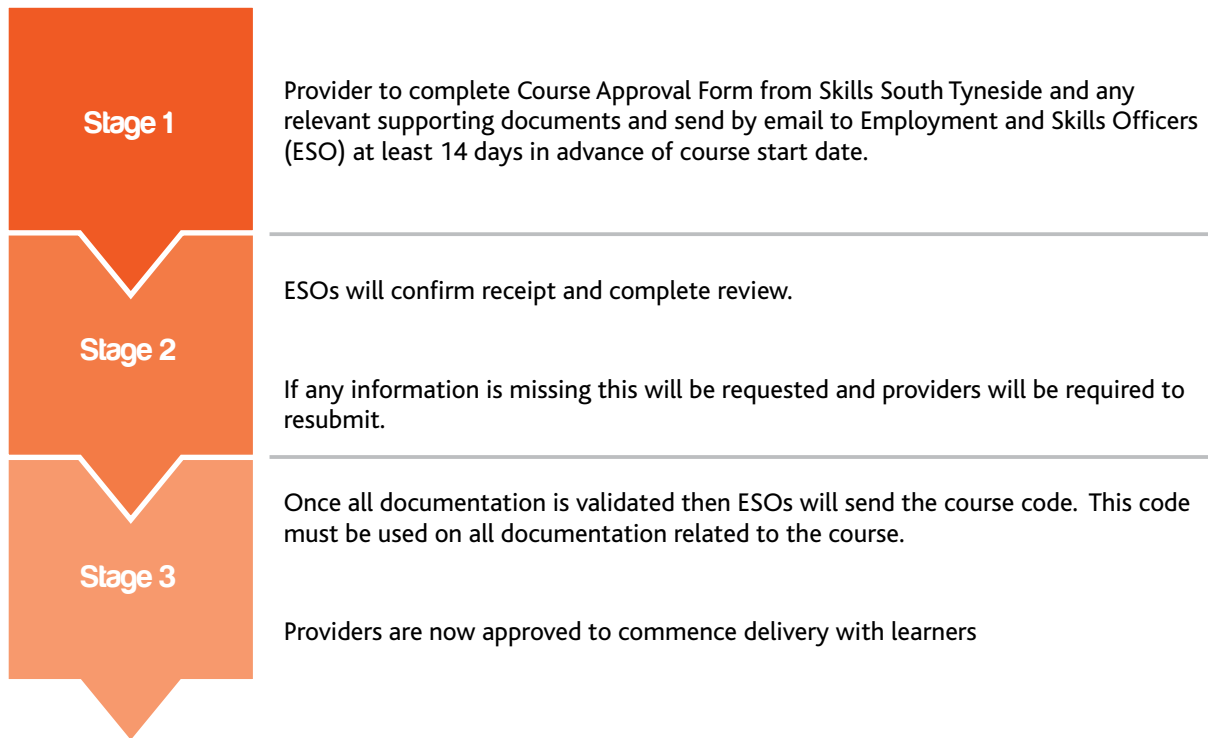 Stage 1
Provider to complete Course Approval Form from Skills South Tyneside and any
relevant supporting documents and send by email to Employment and Skills Officers
(ESO) at least 14 days in advance of course start date.
Stage 2
ESOs will confirm receipt and complete review.
If any information is missing this will be requested and providers will be required to
resubmit.
Stage 3
Once all documentation is validated then ESOs will send the course code. This code
must be used on all documentation related to the course.
Providers are now approved to commence delivery with learners